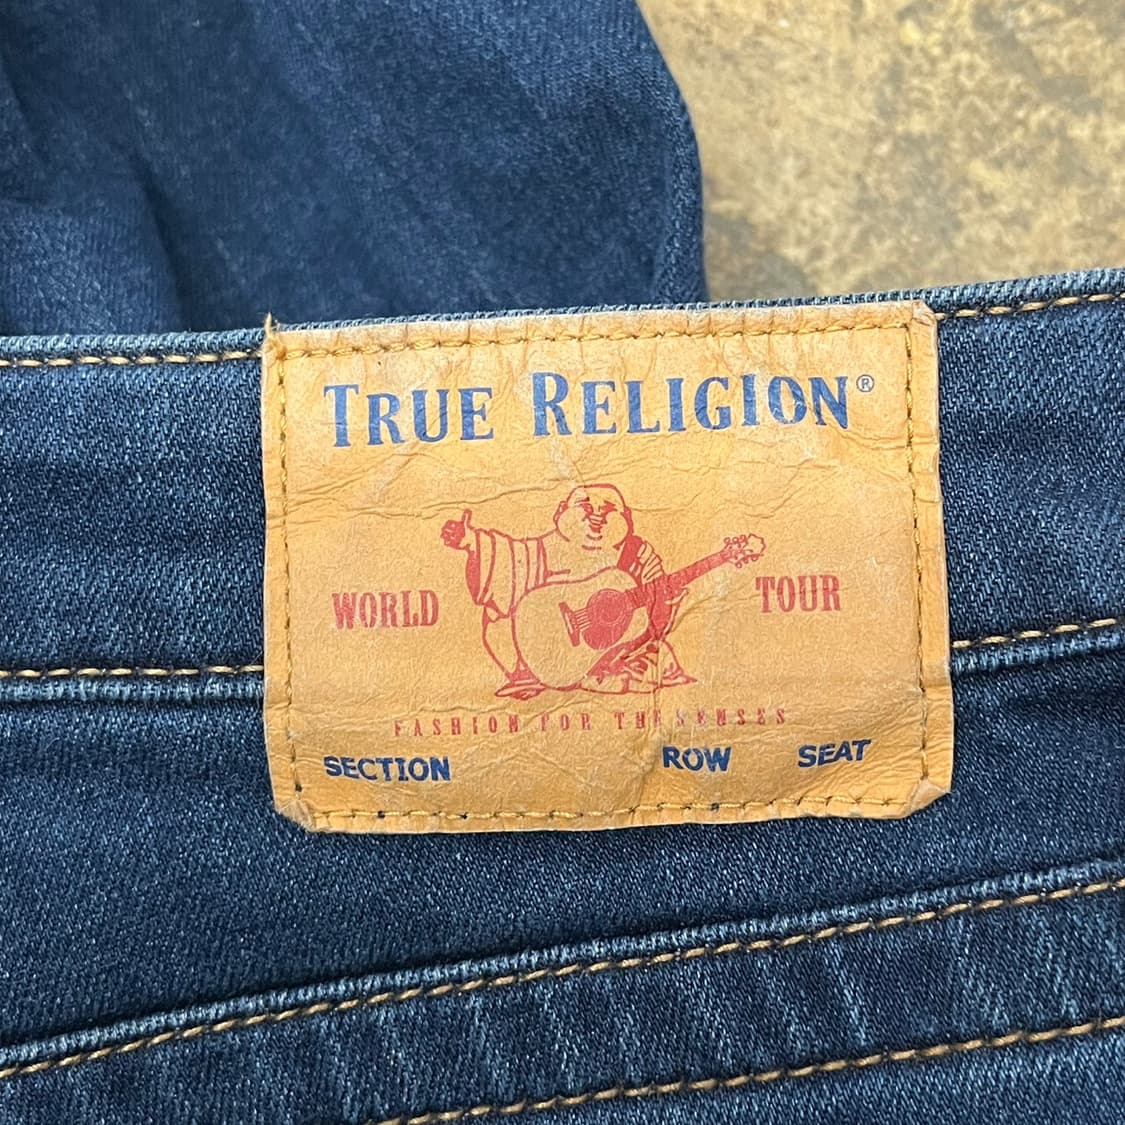 TRUE RELIGION®
WORLD TOUR
FASHION FOR THE SENSES
SECTION ROW SEAT